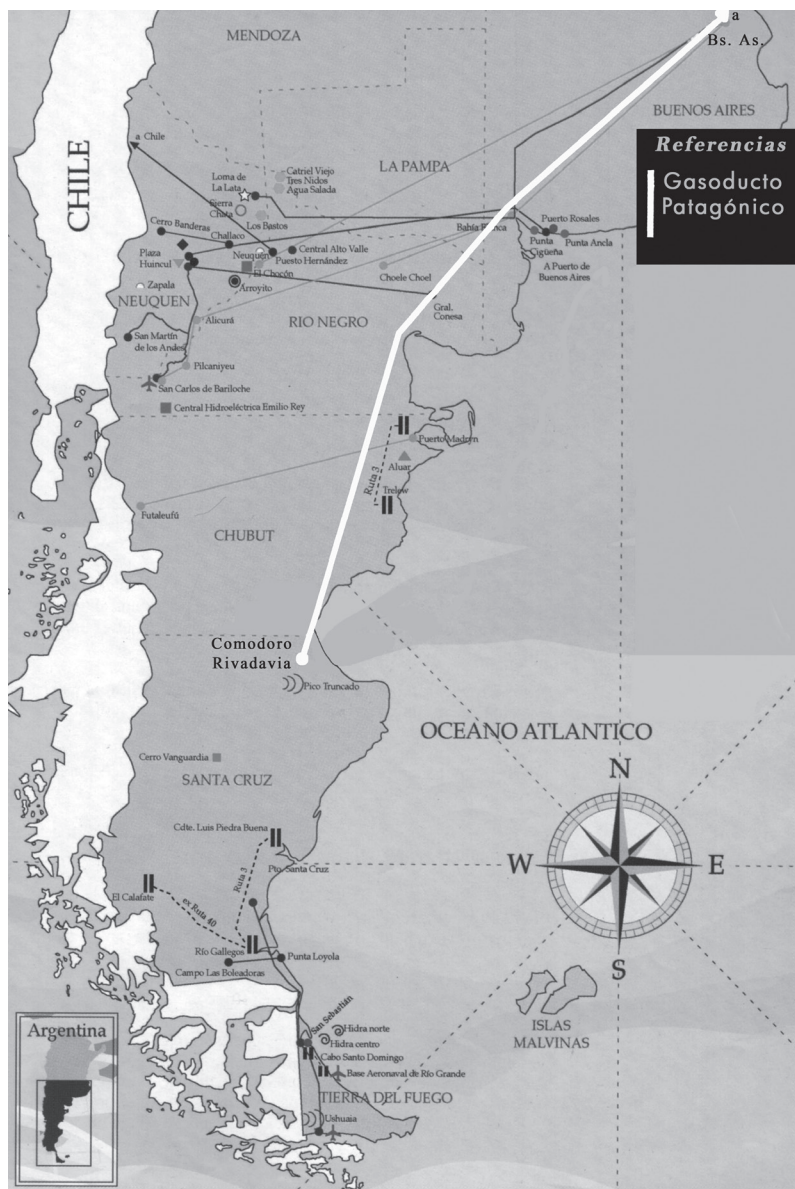 MENDOZA
a
Bs. As.
BUENOS AIRES
Referencias
Gasoducto
Patagónico
CHILE
a Chile
LA PAMPA
Loma de
La Lata
Catriel Viejo
Tres Nidos
Agua Salada
Sierra
Chata
Los Bastos
Cerro Banderas
Challaco
Bahía Blanca
Puerto Rosales
Punta
Cigüeña
Punta Ancla
A Puerto de
Buenos Aires
Plaza
Huincul
Neuquén
Central Alto Valle
Puesto Hernández
El Chocón
Choele Choel
Zapala
Arroyito
NEUQUEN
Gral.
Conesa
Alicurá
RIO NEGRO
San Martín
de los Andes
Pilcaniyeu
San Carlos de Bariloche
Central Hidroeléctrica Emilio Rey
Puerto Madryn
Aluar
Ruta 3
Trelew
Futaleufú
CHUBUT
Comodoro
Rivadavia
Pico Truncado
OCEANO ATLANTICO
Cerro Vanguardia
SANTA CRUZ
N
W
E
S
Cdte. Luis Piedra Buena
Pto. Santa Cruz
Ruta 3
El Calafate
ex Ruta 40
Río Gallegos
Punta Loyola
Campo Las Boleadoras
ISLAS
MALVINAS
San Sebastián
Hidra norte
Hidra centro
Cabo Santo Domingo
Base Aeronaval de Río Grande
TIERRA DEL FUEGO
Ushuaia
Argentina